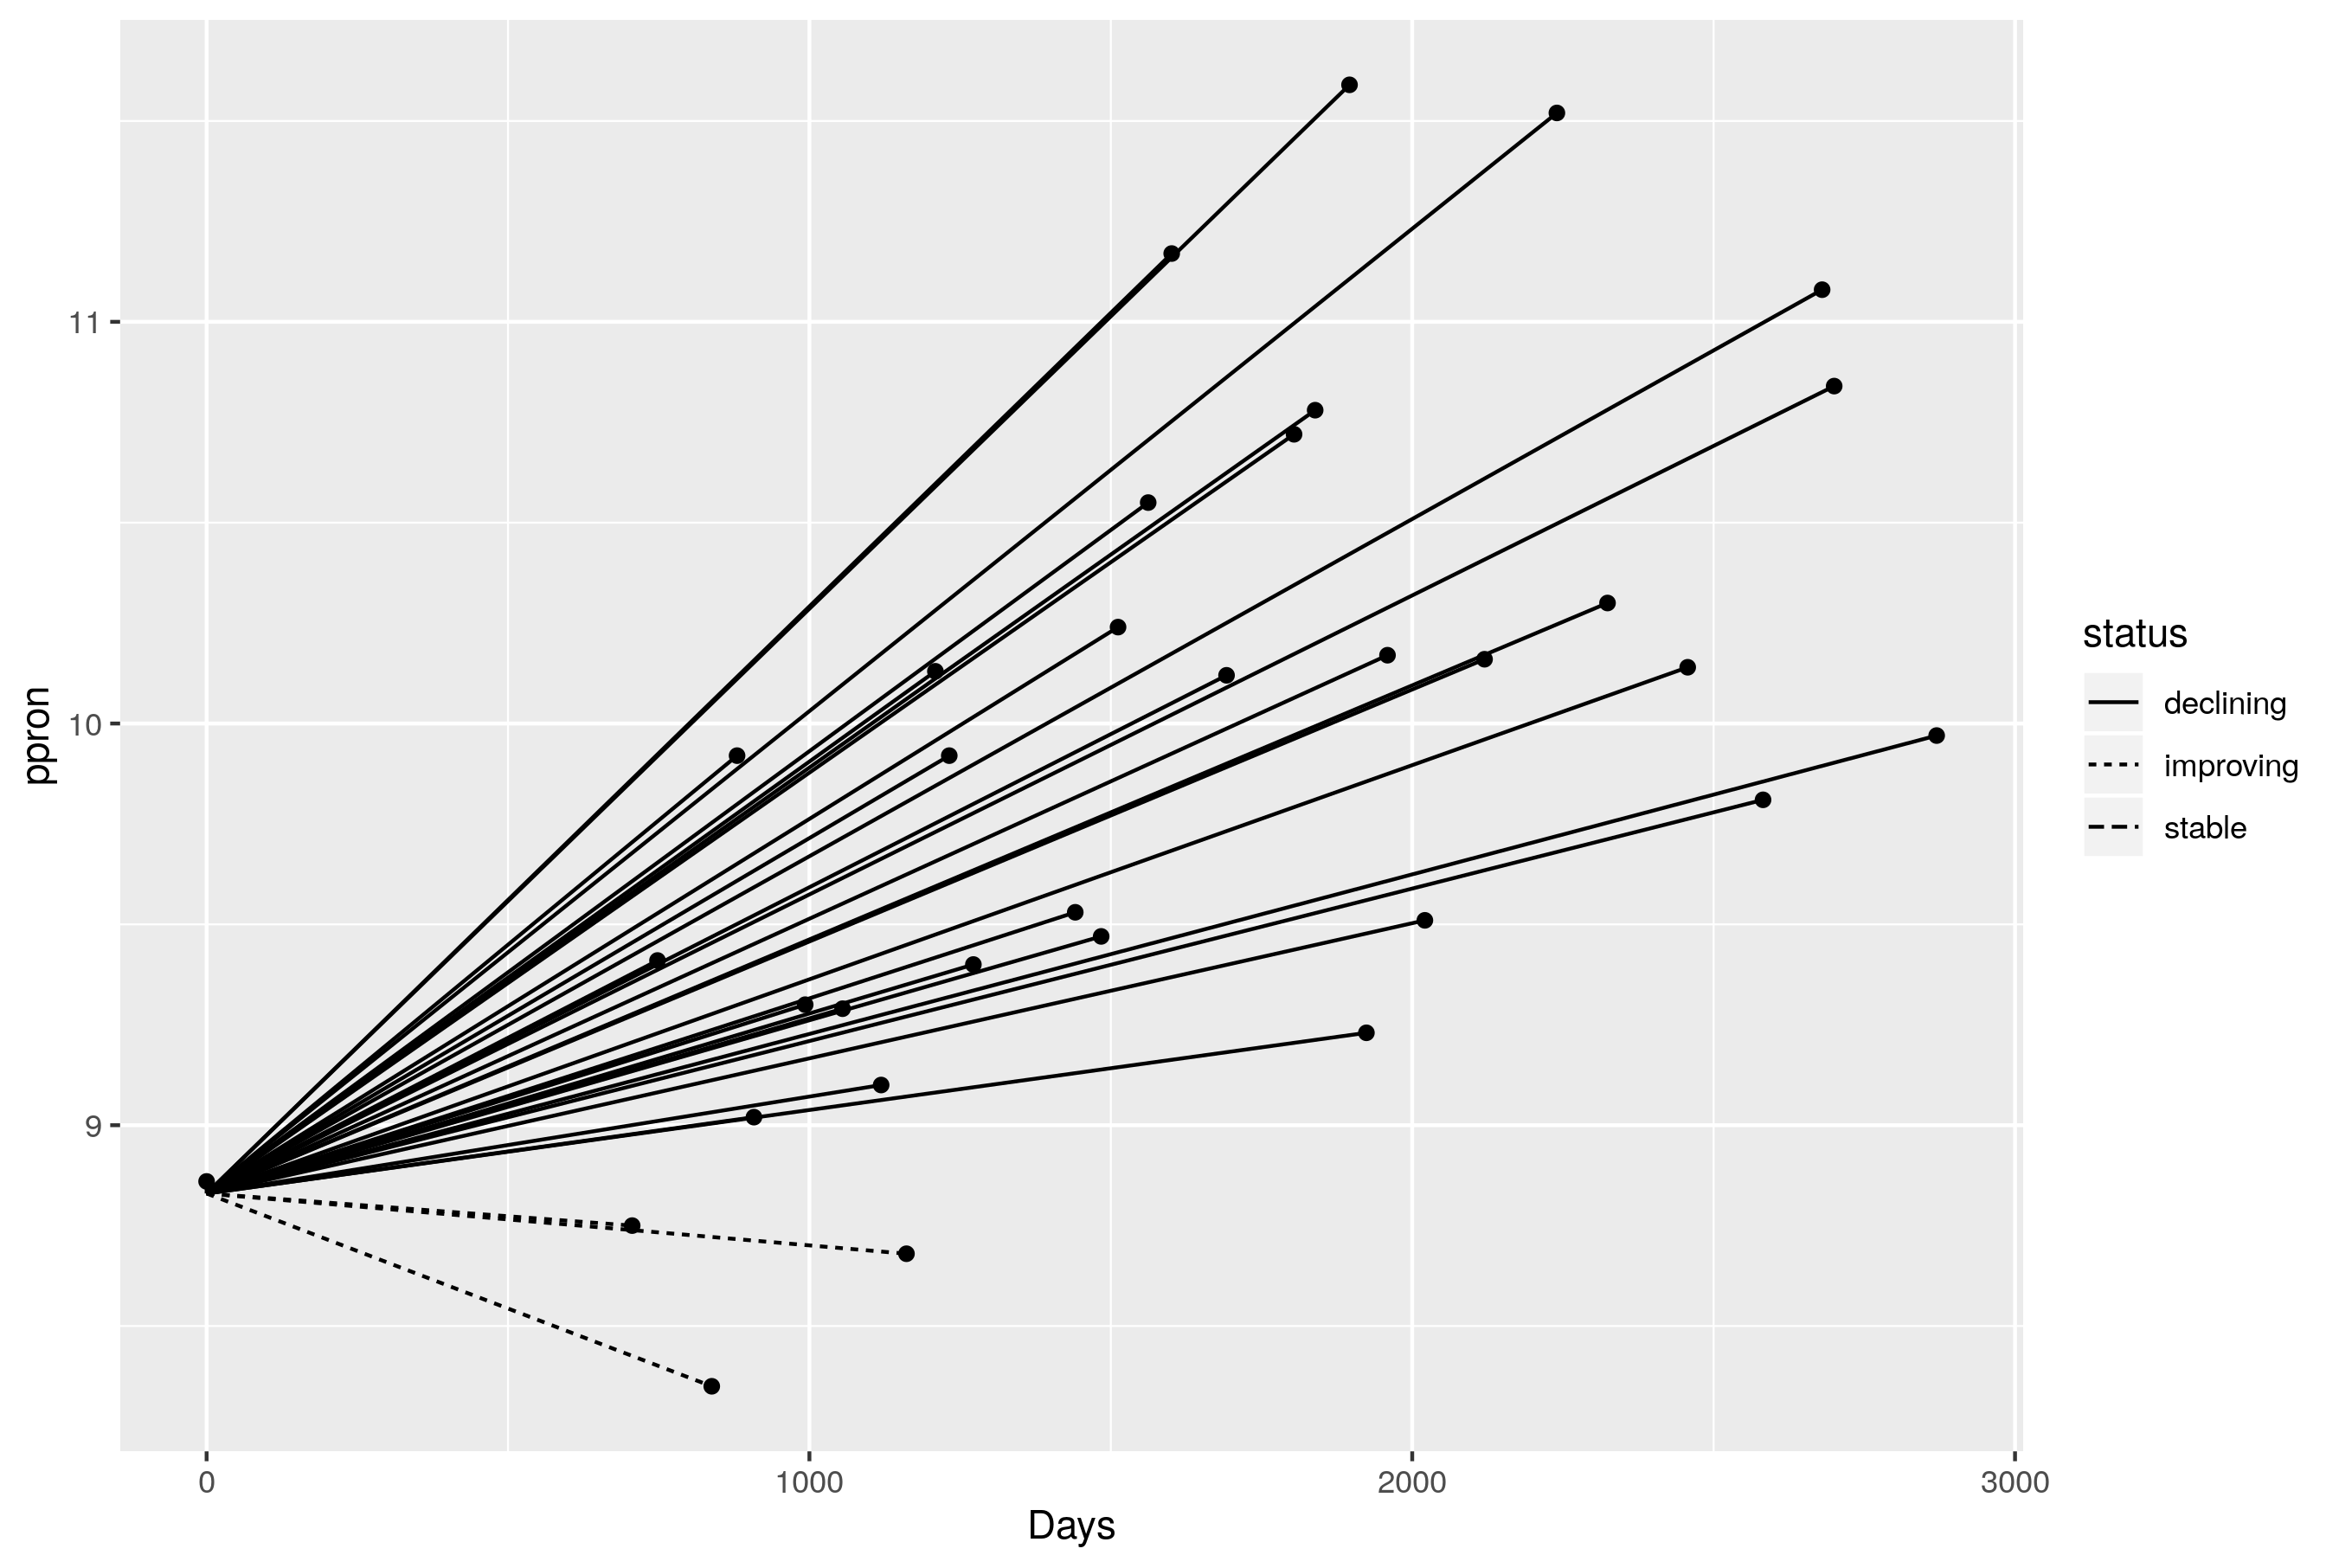 11
10
9
ppron
0
1000
2000
3000
Days
status
declining
improving
stable